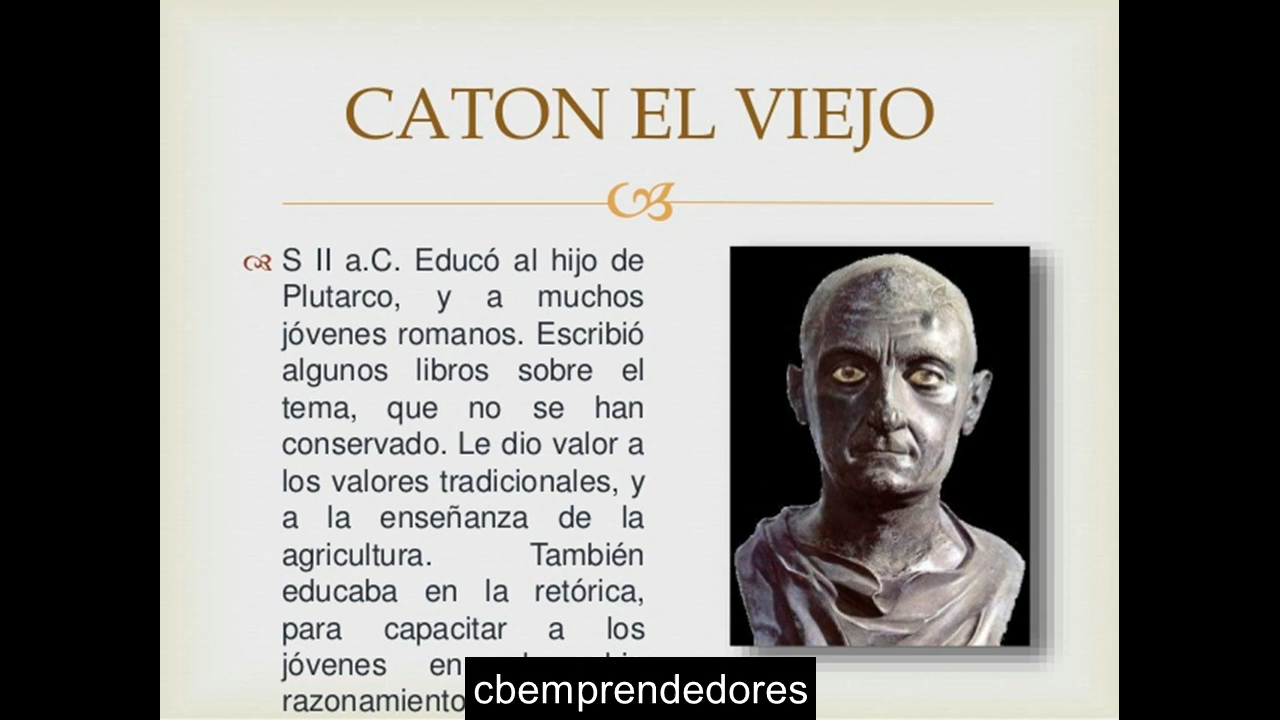 CATON EL VIEJO
S II a.C. Educó al hijo de
Plutarco, y a muchos
jóvenes romanos. Escribió
algunos libros sobre el
tema, que no se han
conservado. Le dio valor a
los valores tradicionales, y
a la enseñanza de la
agricultura. También
educaba en la retórica,
para capacitar a los
jóvenes en
razonamiento
cbemprendedores